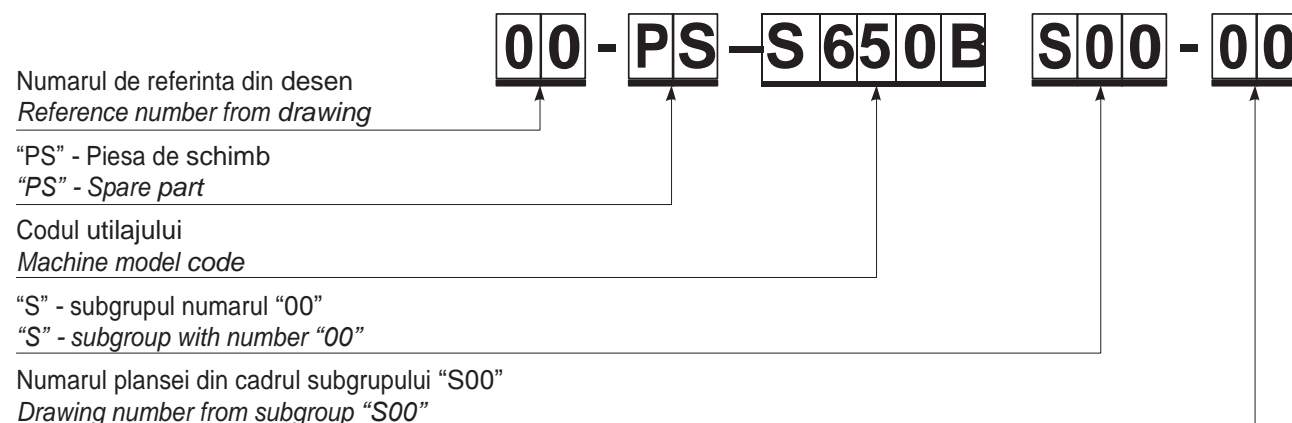 00 - PS – S650B S00 - 00
Numarul de referinta din desen
Reference number from drawing
“PS” - Piesa de schimb
“PS” - Spare part
Codul utilajului
Machine model code
“S” - subgrupul numarul “00”
“S” - subgroup with number “00”
Numarul plansei din cadrul subgrupului “S00”
Drawing number from subgroup “S00”